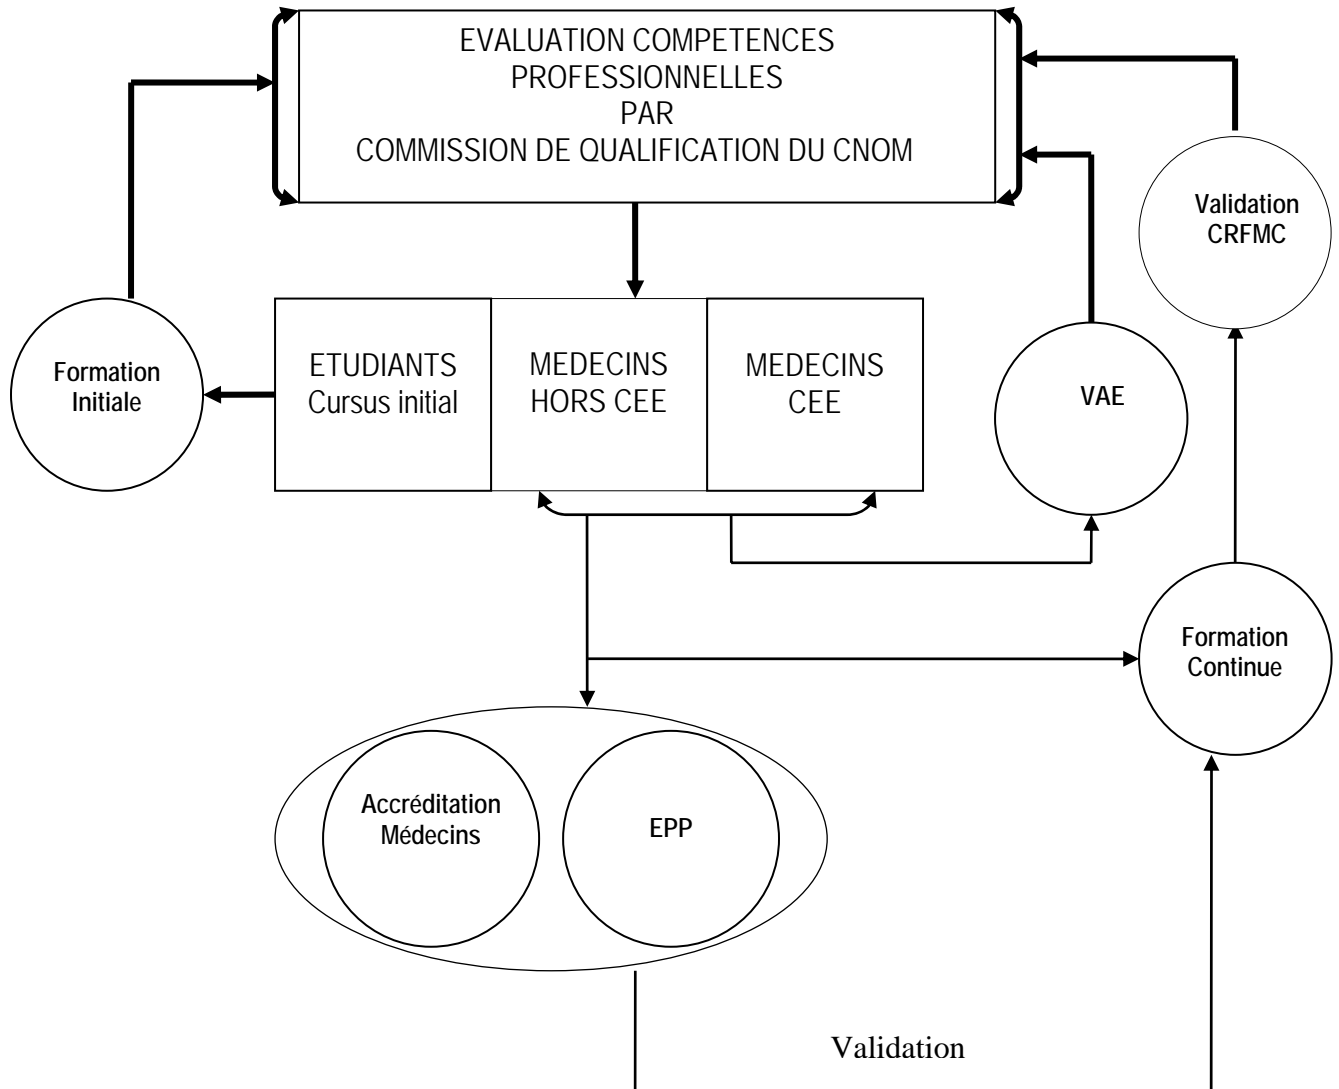 EVALUATION COMPETENCES
PROFESSIONNELLES
PAR
COMMISSION DE QUALIFICATION DU CNOM
Validation
CRFMC
Formation
Initiale
ETUDIANTS
Cursus initial
MEDECINS
HORS CEE
MEDECINS
CEE
VAE
Formation
Continue
Accréditation
Médecins
EPP
Validation